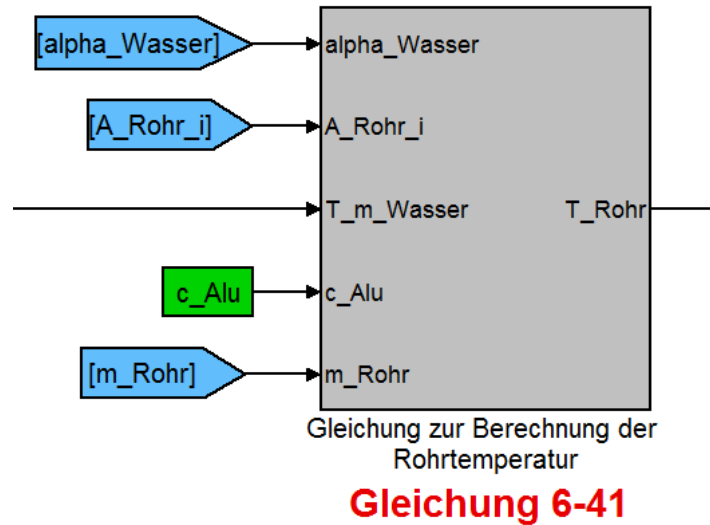 [alpha_Wasser]
alpha_Wasser
[A_Rohr_i]
A_Rohr_i
T_m_Wasser
T_Rohr
c_Alu
c_Alu
[m_Rohr]
m_Rohr
Gleichung zur Berechnung der
Rohrtemperatur
Gleichung 6-41